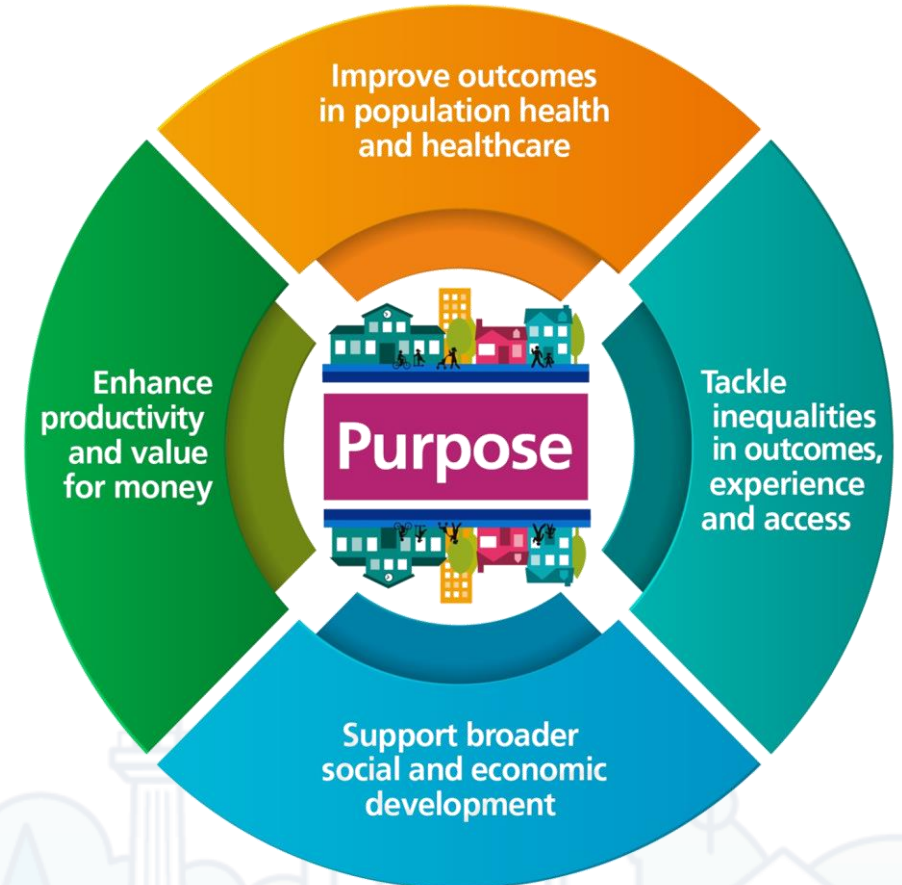 Improve outcomes
in population health
and healthcare
Enhance
productivity
and value
for money
Purpose
Tackle
inequalities
in outcomes,
experience
and access
Support broader
social and economic
development